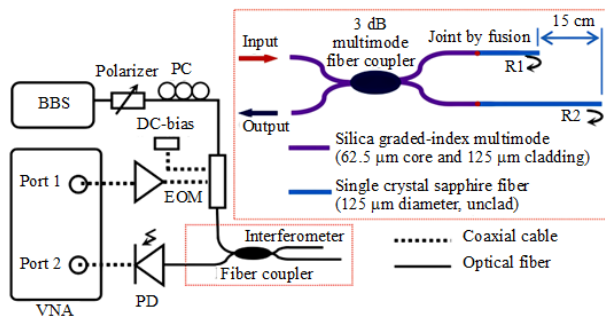 3 dB
multimode
fiber coupler
Input
Output
Joint by fusion
15 cm
R1
R2
Silica graded-index multimode
(62.5 μm core and 125 μm cladding)
Single crystal sapphire fiber
(125 μm diameter, unclad)
BBS
Polarizer
PC
DC-bias
EOM
Port 1
Port 2
VNA
PD
Interferometer
Fiber coupler
Coaxial cable
Optical fiber